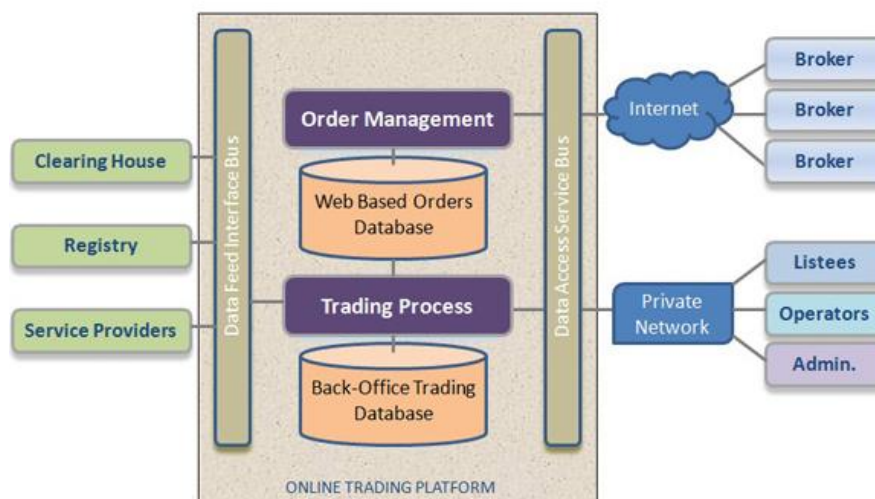 Clearing House
Registry
Service Providers
Data Feed Interface Bus
Order Management
Web Based Orders
Database
Trading Process
Back-Office Trading
Database
ONLINE TRADING PLATFORM
Data Access Service Bus
Internet
Private
Network
Broker
Broker
Broker
Listees
Operators
Admin.